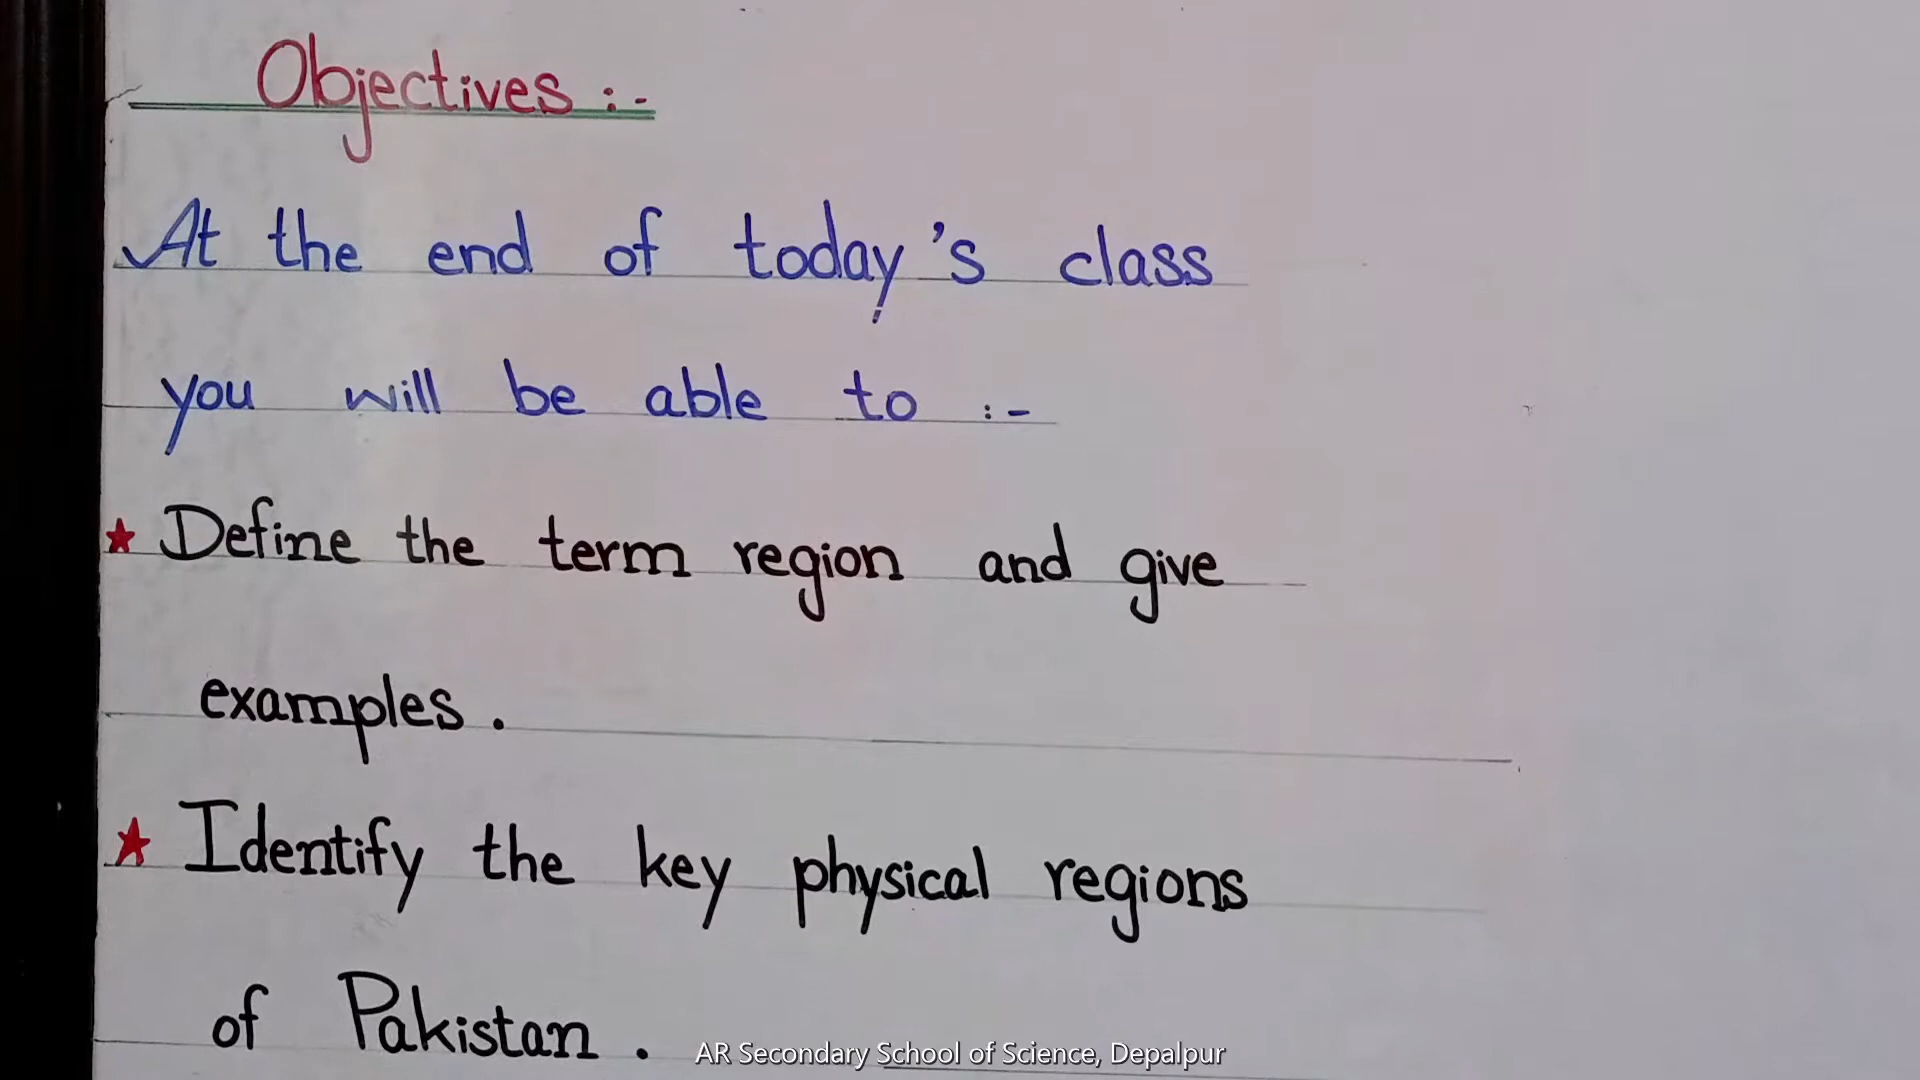 Objectives :-
At the end of today's class
you will be able to :-
★ Define the term region and give
examples .
★ Identify the key physical regions
of Pakistan .
AR Secondary School of Science, Depalpur